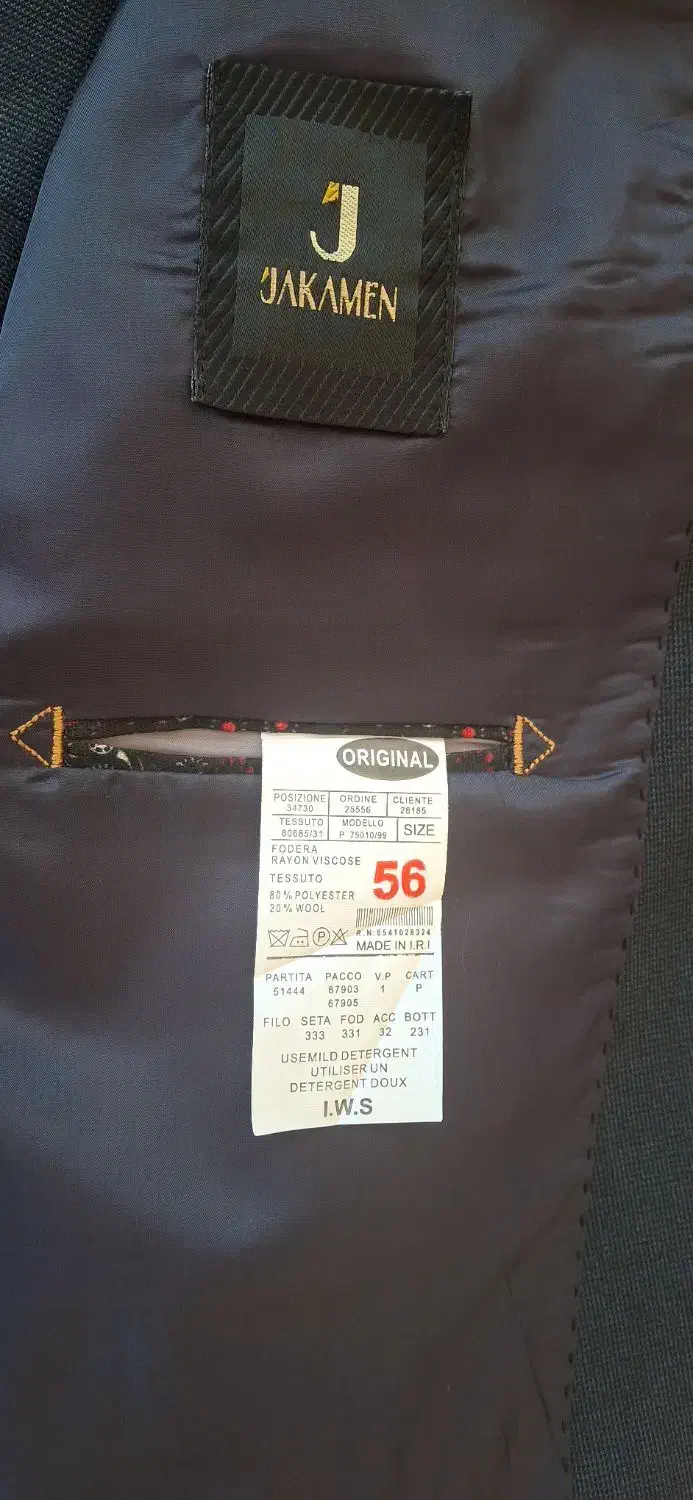 J
JAKAMEN
ORIGINAL
POSIZIONE ORDINE CLIENTE
34730 25556 28185
TESSUTO MODELLO SIZE
80685/31 P 75010/99
FODERA
RAYON VISCOSE
TESSUTO 56
80% POLYESTER
20% WOOL
R.N:6541028324
MADE IN I.R.I
PARTITA PACCO V.P CART
51444 67903 1 P
67905
FILO SETA FOD ACC BOTT
333 331 32 231
USEMILD DETERGENT
UTILISER UN
DETERGENT DOUX
I.W.S